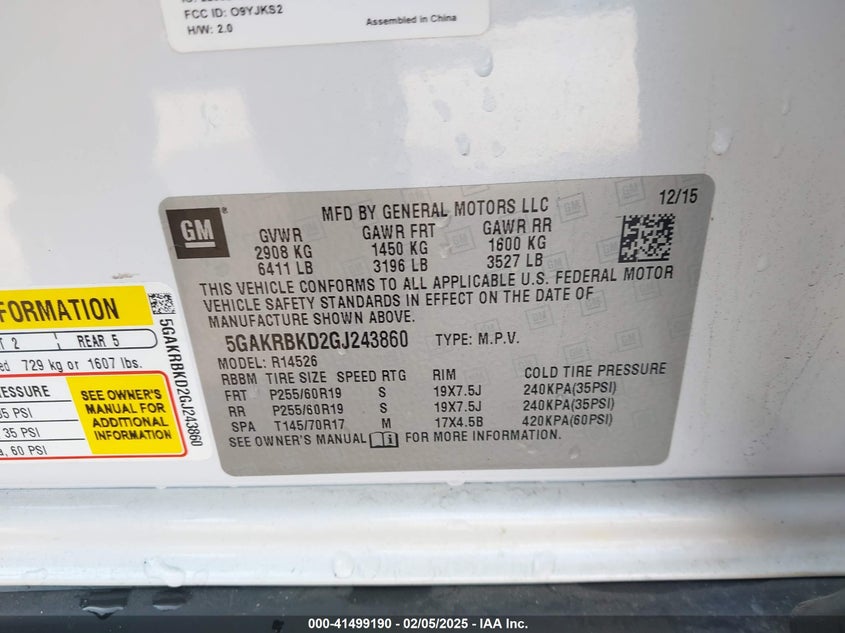 FCC ID: O9YJKS2
H/W: 2.0
Assembled in China
GM®
MFD BY GENERAL MOTORS LLC
12/15
GVWR GAWR FRT GAWR RR
2908 KG 1450 KG 1600 KG
6411 LB 3196 LB 3527 LB
THIS VEHICLE CONFORMS TO ALL APPLICABLE U.S. FEDERAL MOTOR
VEHICLE SAFETY STANDARDS IN EFFECT ON THE DATE OF
MANUFACTURE SHOWN ABOVE.
5GAKRBKD2GJ243860 TYPE: M.P.V.
MODEL: R14526
RBBM TIRE SIZE SPEED RTG RIM COLD TIRE PRESSURE
FRT P255/60R19 S 19X7.5J 240KPA(35PSI)
RR P255/60R19 S 19X7.5J 240KPA(35PSI)
SPA T145/70R17 M 17X4.5B 420KPA(60PSI)
SEE OWNER'S MANUAL i FOR MORE INFORMATION.
FORMATION
T 2 REAR 5
ed 729 kg or 1607 lbs.
ESSURE
35 PSI
35 PSI
a, 60 PSI
SEE OWNER'S
MANUAL FOR
ADDITIONAL
INFORMATION
5GAKRBKD2GJ243860
000-41499190 - 02/05/2025 - IAA Inc.